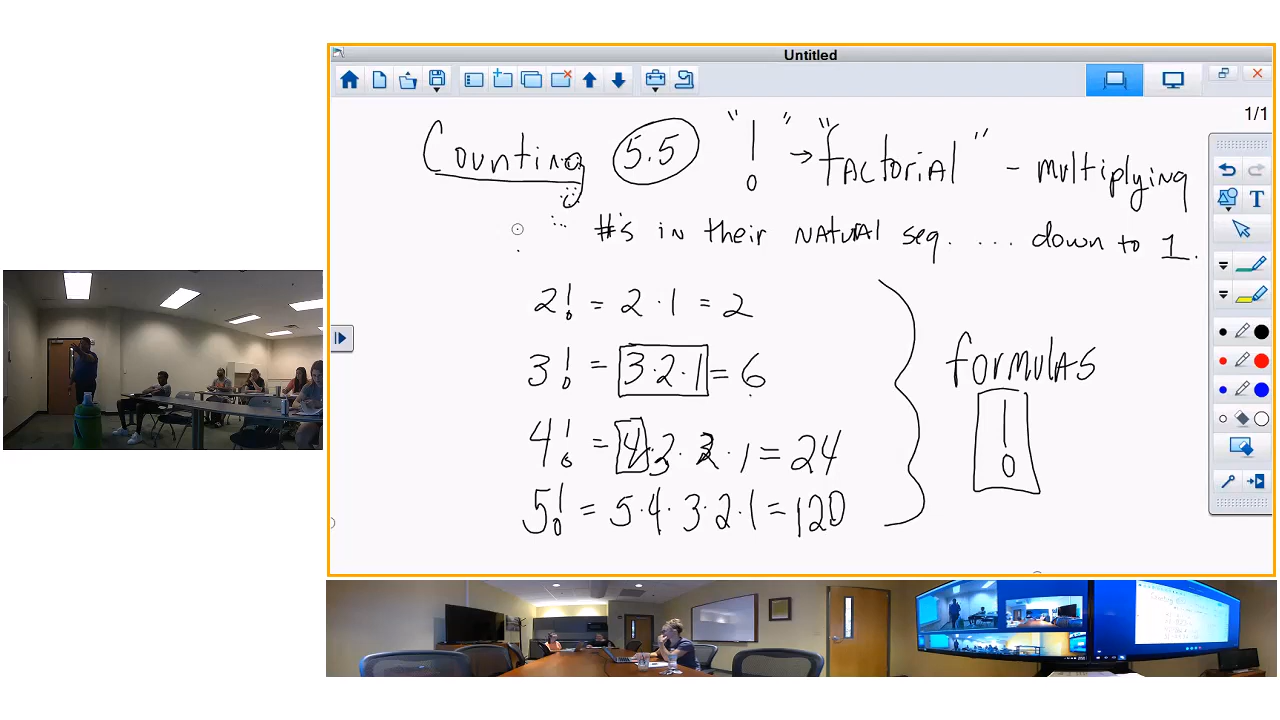 Untitled
1/1
Counting 5.5 "!" → "factorial" - multiplying
#'s in their natural seq. ... down to 1.
2! = 2 · 1 = 2
3! = 3 · 2 · 1 = 6
4! = 4 · 3 · 2 · 1 = 24
5! = 5 · 4 · 3 · 2 · 1 = 120
formulas
!
T